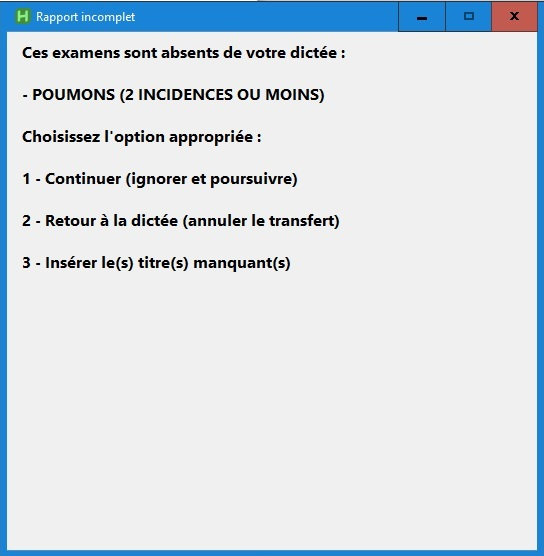 Rapport incomplet
Ces examens sont absents de votre dictée :
- POUMONS (2 INCIDENCES OU MOINS)
Choisissez l'option appropriée :
1 - Continuer (ignorer et poursuivre)
2 - Retour à la dictée (annuler le transfert)
3 - Insérer le(s) titre(s) manquant(s)